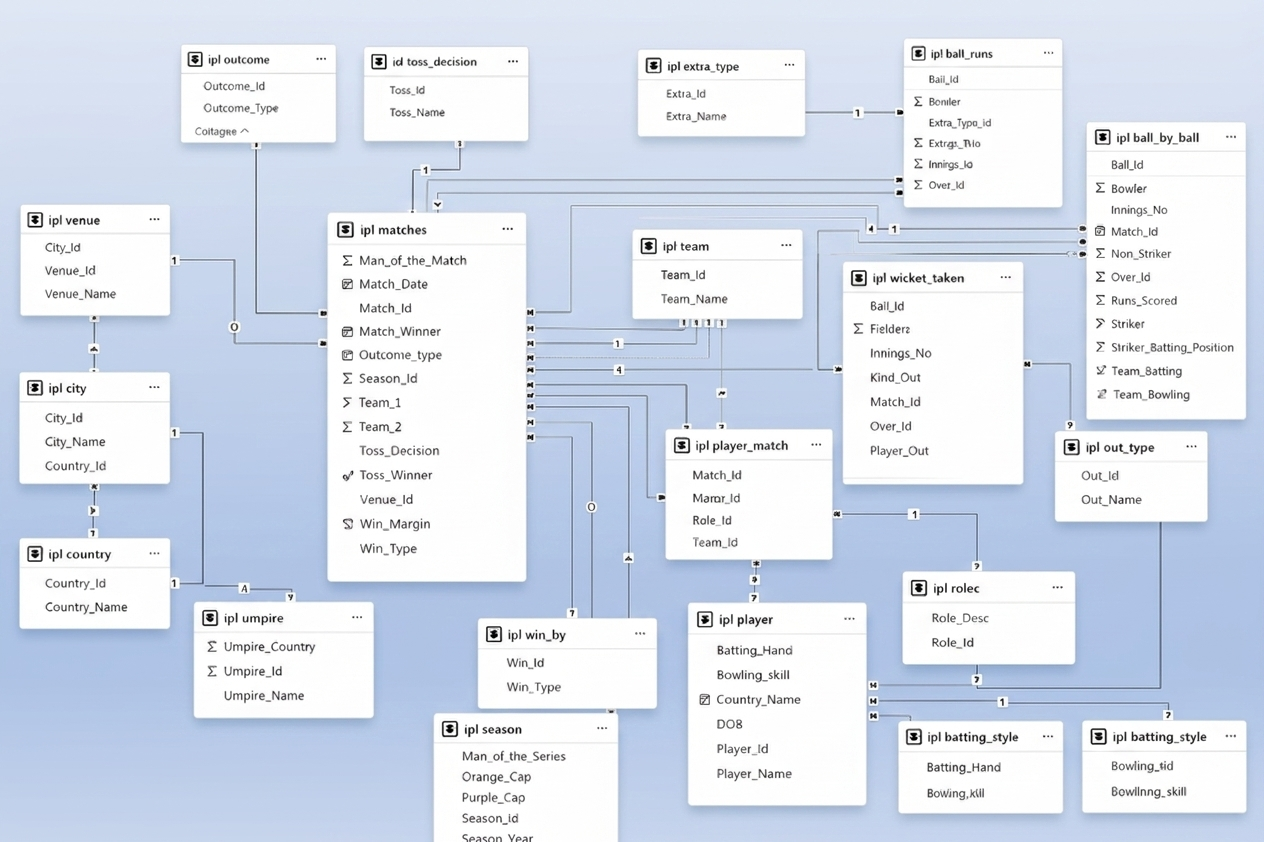 ipl outcome
Outcome_Id
Outcome_Type
id toss_decision
Toss_Id
Toss_Name
ipl extra_type
Extra_Id
Extra_Name
ipl ball_runs
Extra_Typo_id
Innings_Id
Over_Id
ipl ball_by_ball
Ball_Id
Bowler
Innings_No
Match_Id
Non_Striker
Over_Id
Runs_Scored
Striker
Striker_Batting_Position
Team_Batting
Team_Bowling
ipl venue
City_Id
Venue_Id
Venue_Name
ipl matches
Man_of_the_Match
Match_Date
Match_Id
Match_Winner
Outcome_type
Season_Id
Team_1
Team_2
Toss_Decision
Toss_Winner
Venue_Id
Win_Margin
Win_Type
ipl team
Team_Id
Team_Name
ipl wicket_taken
Ball_Id
Innings_No
Kind_Out
Match_Id
Over_Id
Player_Out
ipl city
City_Id
City_Name
Country_Id
ipl player_match
Match_Id
Role_Id
Team_Id
ipl out_type
Out_Id
Out_Name
ipl country
Country_Id
Country_Name
ipl umpire
Umpire_Country
Umpire_Id
Umpire_Name
ipl win_by
Win_Id
Win_Type
ipl player
Batting_Hand
Bowling_skill
Country_Name
DOB
Player_Id
Player_Name
ipl rolec
Role_Desc
Role_Id
ipl season
Man_of_the_Series
Orange_Cap
Purple_Cap
Season_Id
Season_Year
ipl batting_style
Batting_Hand
ipl batting_style
Bowllnng_skill